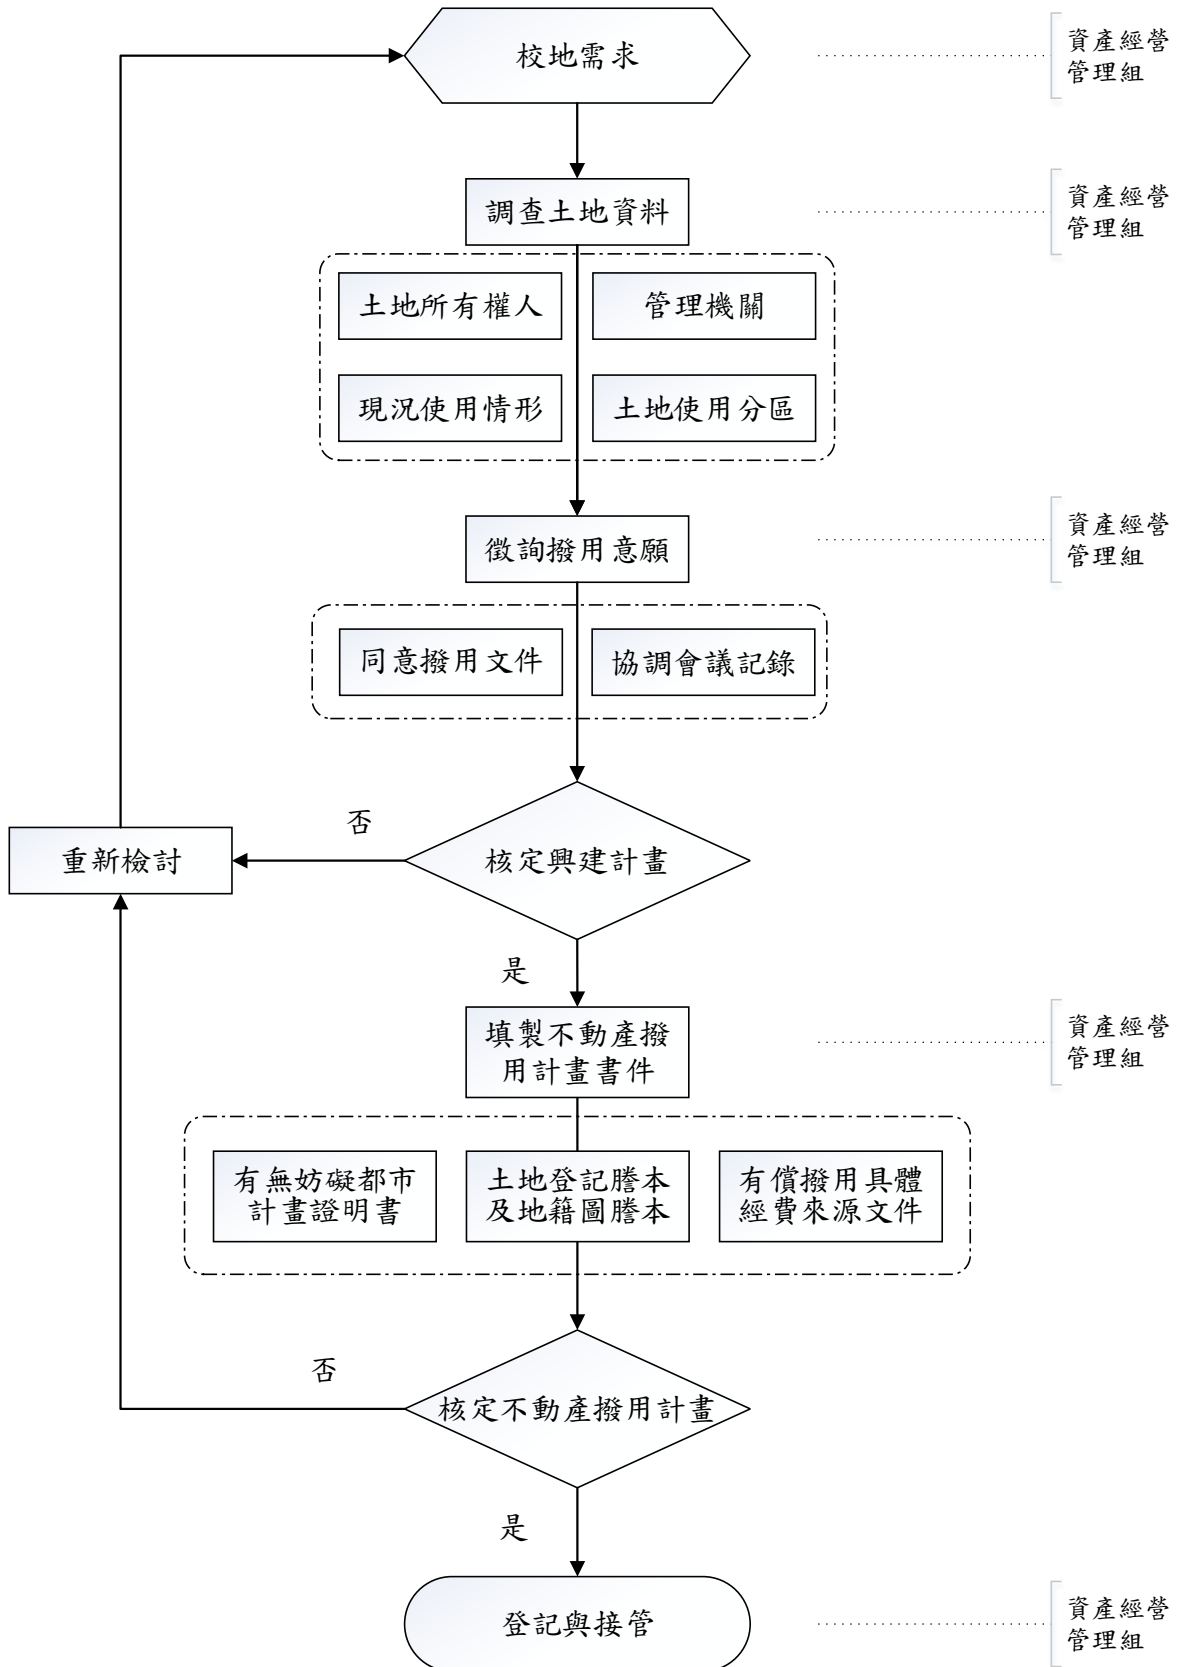 校地需求
資產經營
管理組
調查土地資料
資產經營
管理組
土地所有權人
管理機關
現況使用情形
土地使用分區
徵詢撥用意願
資產經營
管理組
同意撥用文件
協調會議記錄
否
重新檢討
核定興建計畫
是
填製不動產撥
用計畫書件
資產經營
管理組
有無妨礙都市
計畫證明書
土地登記謄本
及地籍圖謄本
有償撥用具體
經費來源文件
否
核定不動產撥用計畫
是
登記與接管
資產經營
管理組